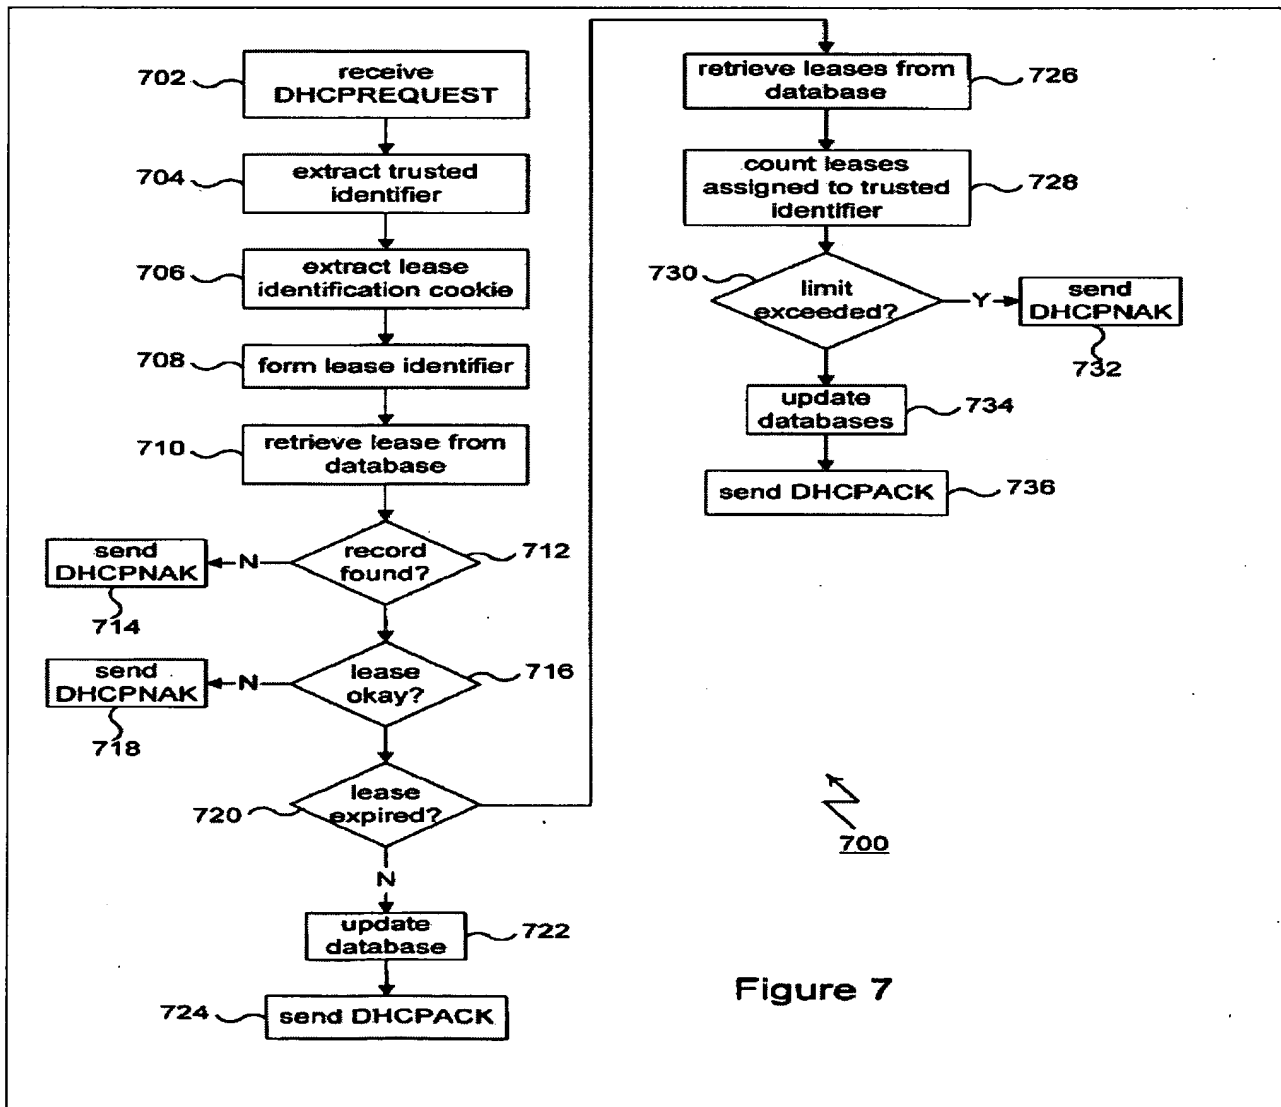 702
receive
DHCPREQUEST
704
extract trusted
identifier
706
extract lease
identification cookie
708
form lease identifier
710
retrieve lease from
database
record
found?
712
N
send
DHCPNAK
714
lease
okay?
716
N
send
DHCPNAK
718
720
lease
expired?
N
update
database
722
724
send DHCPACK
retrieve leases from
database
726
count leases
assigned to trusted
identifier
728
730
limit
exceeded?
Y
send
DHCPNAK
732
update
databases
734
send DHCPACK
736
700
Figure 7